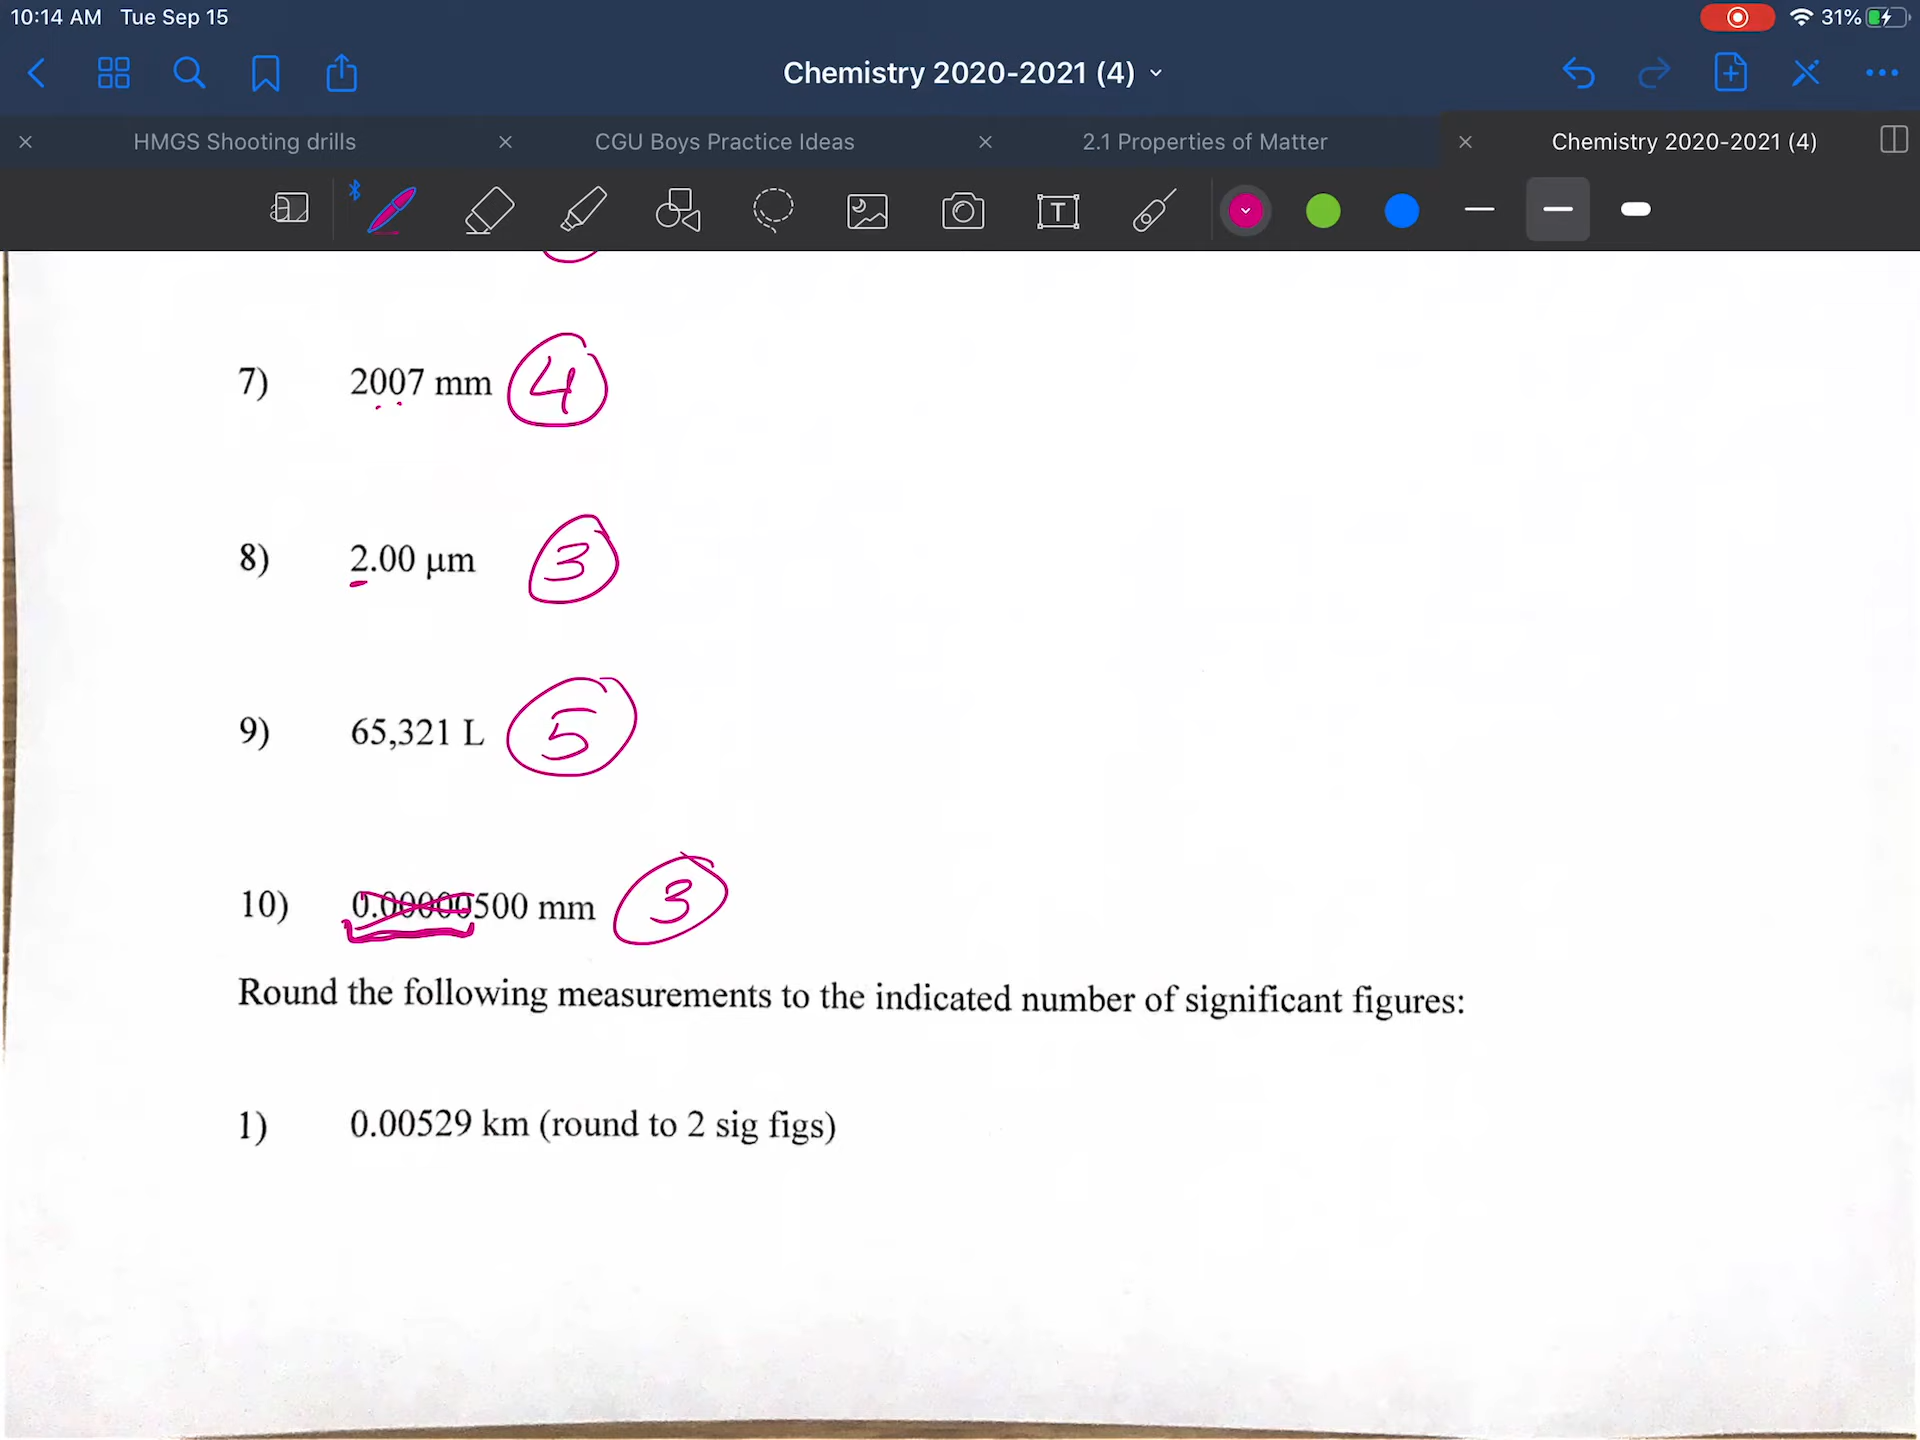 10:14 AM Tue Sep 15
31%
Chemistry 2020-2021 (4)
HMGS Shooting drills
CGU Boys Practice Ideas
2.1 Properties of Matter
Chemistry 2020-2021 (4)
7) 2007 mm 4
8) 2.00 μm 3
9) 65,321 L 5
10) 0.00000500 mm 3
Round the following measurements to the indicated number of significant figures:
1) 0.00529 km (round to 2 sig figs)